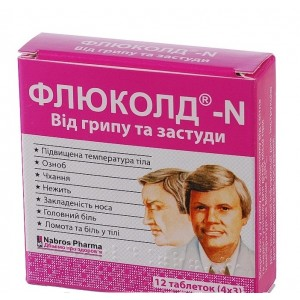 ФЛЮКОЛД®-N
Від грипу та застуди
Підвищена температура тіла
Озноб
Чхання
Нежить
Закладеність носа
Головний біль
Ломота та біль у тілі
Nabros Pharma
12 таблеток (4x3)